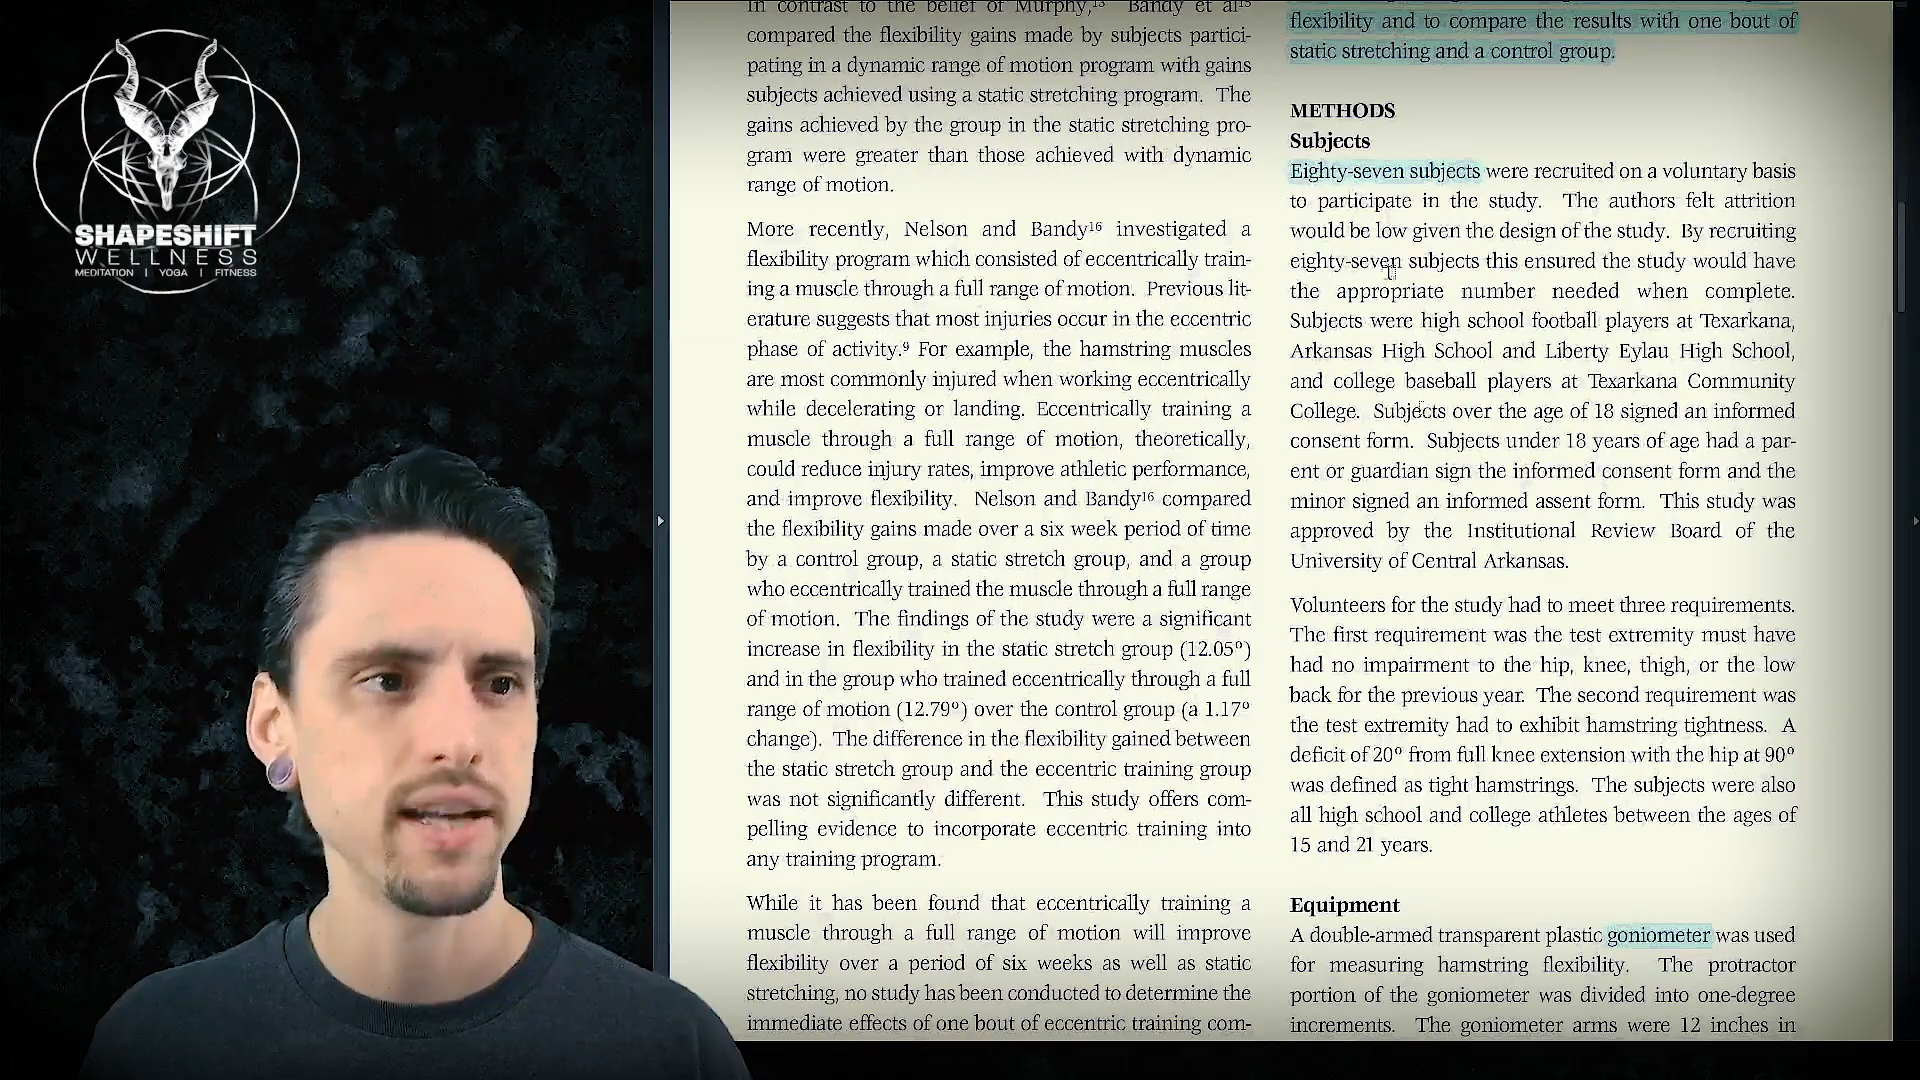 SHAPESHIFT
WELLNESS
MEDITATION | YOGA | FITNESS
In contrast to the belief of Murphy,¹³ Bandy et al¹⁵
compared the flexibility gains made by subjects partici-
pating in a dynamic range of motion program with gains
subjects achieved using a static stretching program. The
gains achieved by the group in the static stretching pro-
gram were greater than those achieved with dynamic
range of motion.
More recently, Nelson and Bandy¹⁶ investigated a
flexibility program which consisted of eccentrically train-
ing a muscle through a full range of motion. Previous lit-
erature suggests that most injuries occur in the eccentric
phase of activity.⁹ For example, the hamstring muscles
are most commonly injured when working eccentrically
while decelerating or landing. Eccentrically training a
muscle through a full range of motion, theoretically,
could reduce injury rates, improve athletic performance,
and improve flexibility. Nelson and Bandy¹⁶ compared
the flexibility gains made over a six week period of time
by a control group, a static stretch group, and a group
who eccentrically trained the muscle through a full range
of motion. The findings of the study were a significant
increase in flexibility in the static stretch group (12.05º)
and in the group who trained eccentrically through a full
range of motion (12.79º) over the control group (a 1.17º
change). The difference in the flexibility gained between
the static stretch group and the eccentric training group
was not significantly different. This study offers com-
pelling evidence to incorporate eccentric training into
any training program.
While it has been found that eccentrically training a
muscle through a full range of motion will improve
flexibility over a period of six weeks as well as static
stretching, no study has been conducted to determine the
immediate effects of one bout of eccentric training com-
flexibility and to compare the results with one bout of
static stretching and a control group.
METHODS
Subjects
Eighty-seven subjects were recruited on a voluntary basis
to participate in the study. The authors felt attrition
would be low given the design of the study. By recruiting
eighty-seven subjects this ensured the study would have
the appropriate number needed when complete.
Subjects were high school football players at Texarkana,
Arkansas High School and Liberty Eylau High School,
and college baseball players at Texarkana Community
College. Subjects over the age of 18 signed an informed
consent form. Subjects under 18 years of age had a par-
ent or guardian sign the informed consent form and the
minor signed an informed assent form. This study was
approved by the Institutional Review Board of the
University of Central Arkansas.
Volunteers for the study had to meet three requirements.
The first requirement was the test extremity must have
had no impairment to the hip, knee, thigh, or the low
back for the previous year. The second requirement was
the test extremity had to exhibit hamstring tightness. A
deficit of 20º from full knee extension with the hip at 90º
was defined as tight hamstrings. The subjects were also
all high school and college athletes between the ages of
15 and 21 years.
Equipment
A double-armed transparent plastic goniometer was used
for measuring hamstring flexibility. The protractor
portion of the goniometer was divided into one-degree
increments. The goniometer arms were 12 inches in